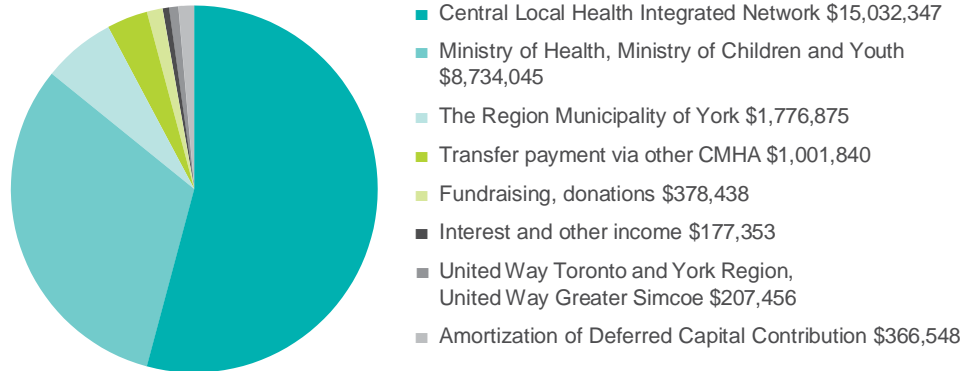 Central Local Health Integrated Network $15,032,347
Ministry of Health, Ministry of Children and Youth
$8,734,045
The Region Municipality of York $1,776,875
Transfer payment via other CMHA $1,001,840
Fundraising, donations $378,438
Interest and other income $177,353
United Way Toronto and York Region,
United Way Greater Simcoe $207,456
Amortization of Deferred Capital Contribution $366,548